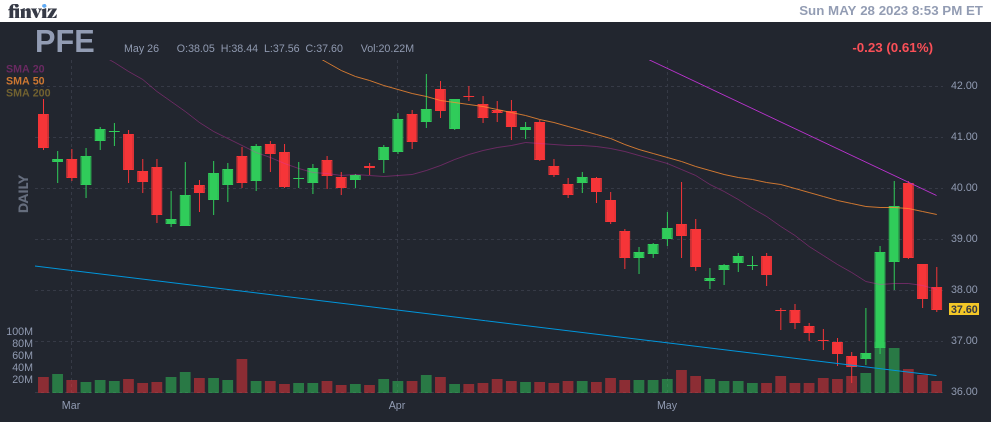 finviz
Sun MAY 28 2023 8:53 PM ET
PFE
May 26 O:38.05 H:38.44 L:37.56 C:37.60 Vol:20.22M
-0.23 (0.61%)
SMA 20
SMA 50
SMA 200
DAILY
42.00
41.00
40.00
39.00
38.00
37.60
37.00
36.00
100M
80M
60M
40M
20M
Mar Apr May